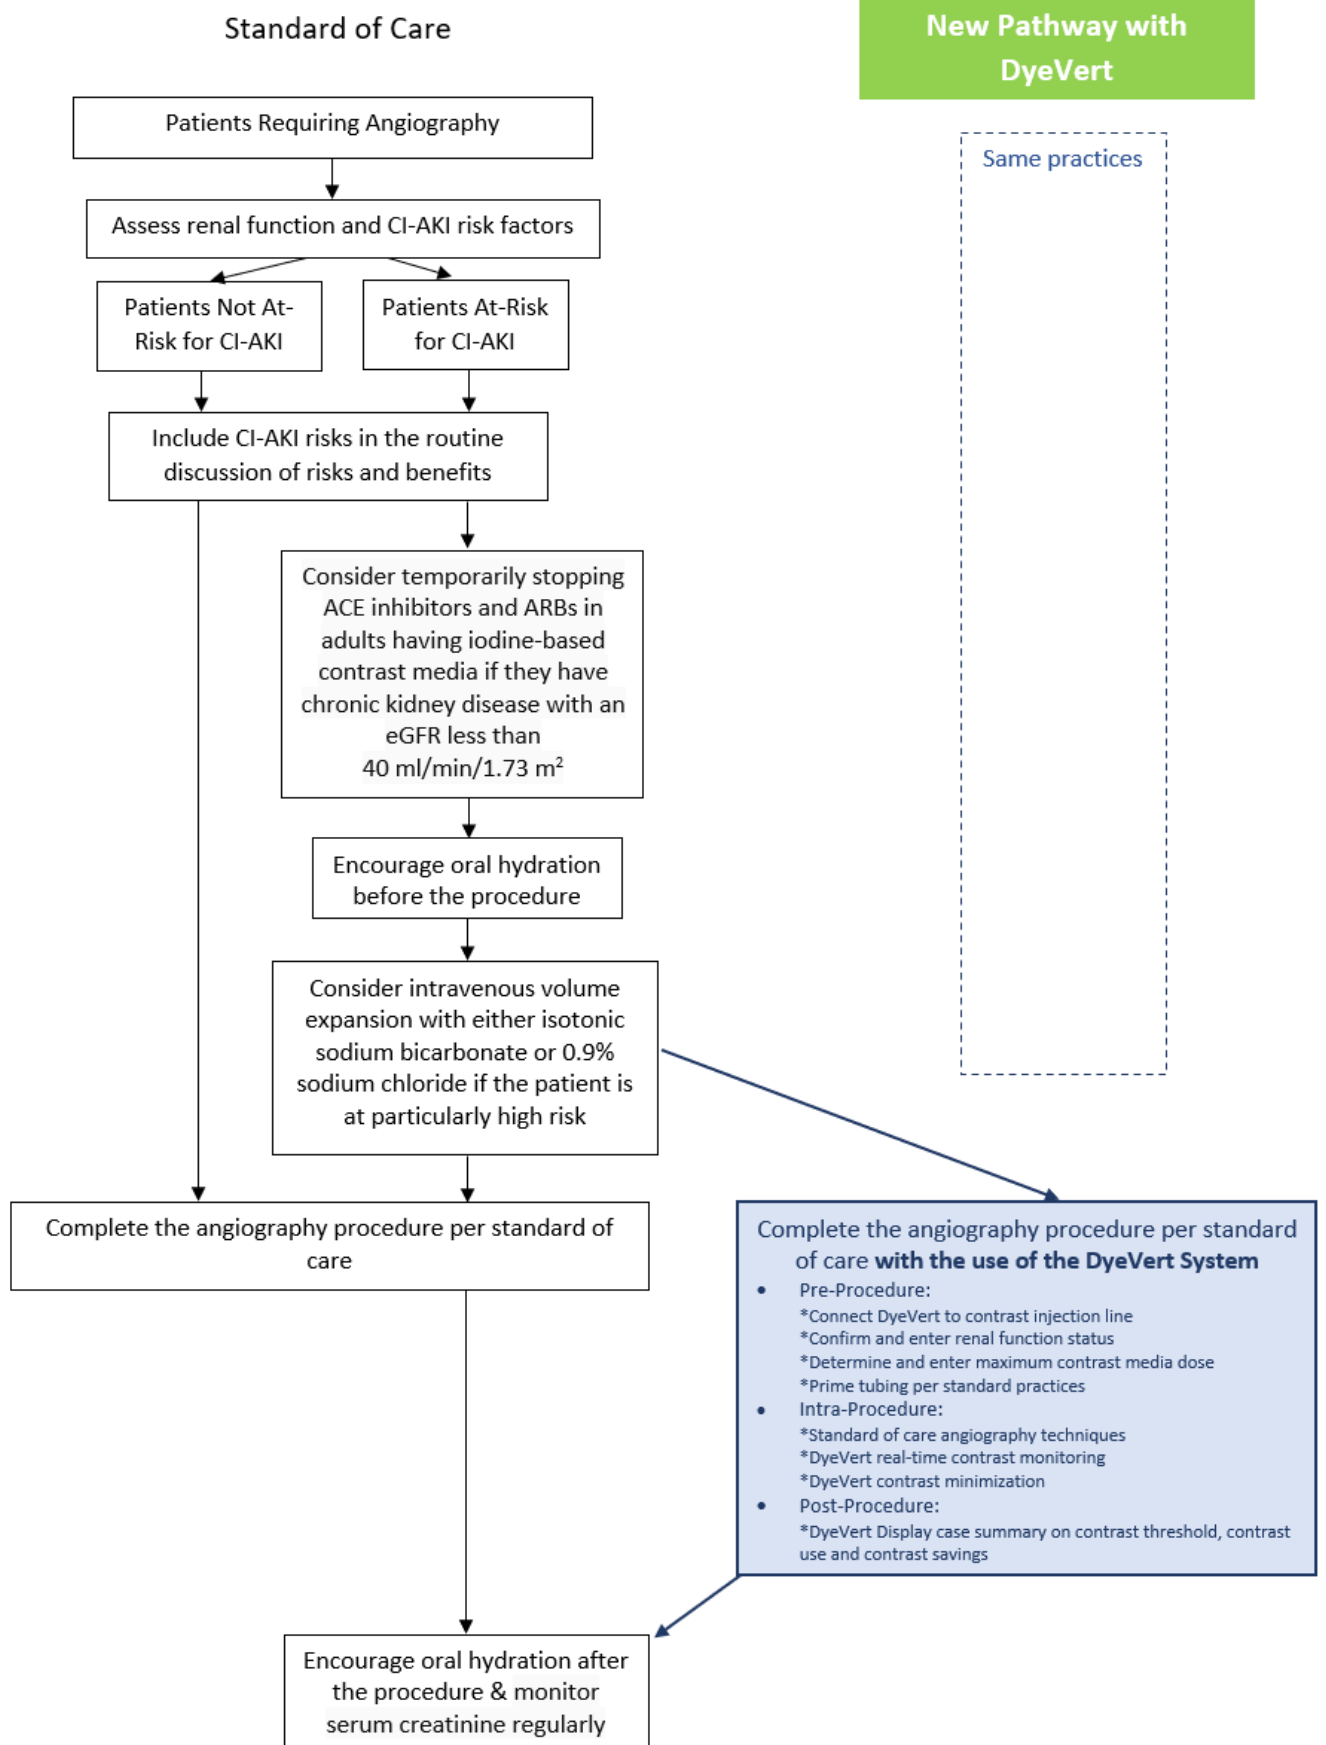 Standard of Care
New Pathway with
DyeVert
Patients Requiring Angiography
Same practices
Assess renal function and CI-AKI risk factors
Patients Not At-
Risk for CI-AKI
Patients At-Risk
for CI-AKI
Include CI-AKI risks in the routine
discussion of risks and benefits
Consider temporarily stopping
ACE inhibitors and ARBs in
adults having iodine-based
contrast media if they have
chronic kidney disease with an
eGFR less than
40 ml/min/1.73 m²
Encourage oral hydration
before the procedure
Consider intravenous volume
expansion with either isotonic
sodium bicarbonate or 0.9%
sodium chloride if the patient is
at particularly high risk
Complete the angiography procedure per standard of
care
Complete the angiography procedure per standard
of care with the use of the DyeVert System
• Pre-Procedure:
*Connect DyeVert to contrast injection line
*Confirm and enter renal function status
*Determine and enter maximum contrast media dose
*Prime tubing per standard practices
• Intra-Procedure:
*Standard of care angiography techniques
*DyeVert real-time contrast monitoring
*DyeVert contrast minimization
• Post-Procedure:
*DyeVert Display case summary on contrast threshold, contrast
use and contrast savings
Encourage oral hydration after
the procedure & monitor
serum creatinine regularly